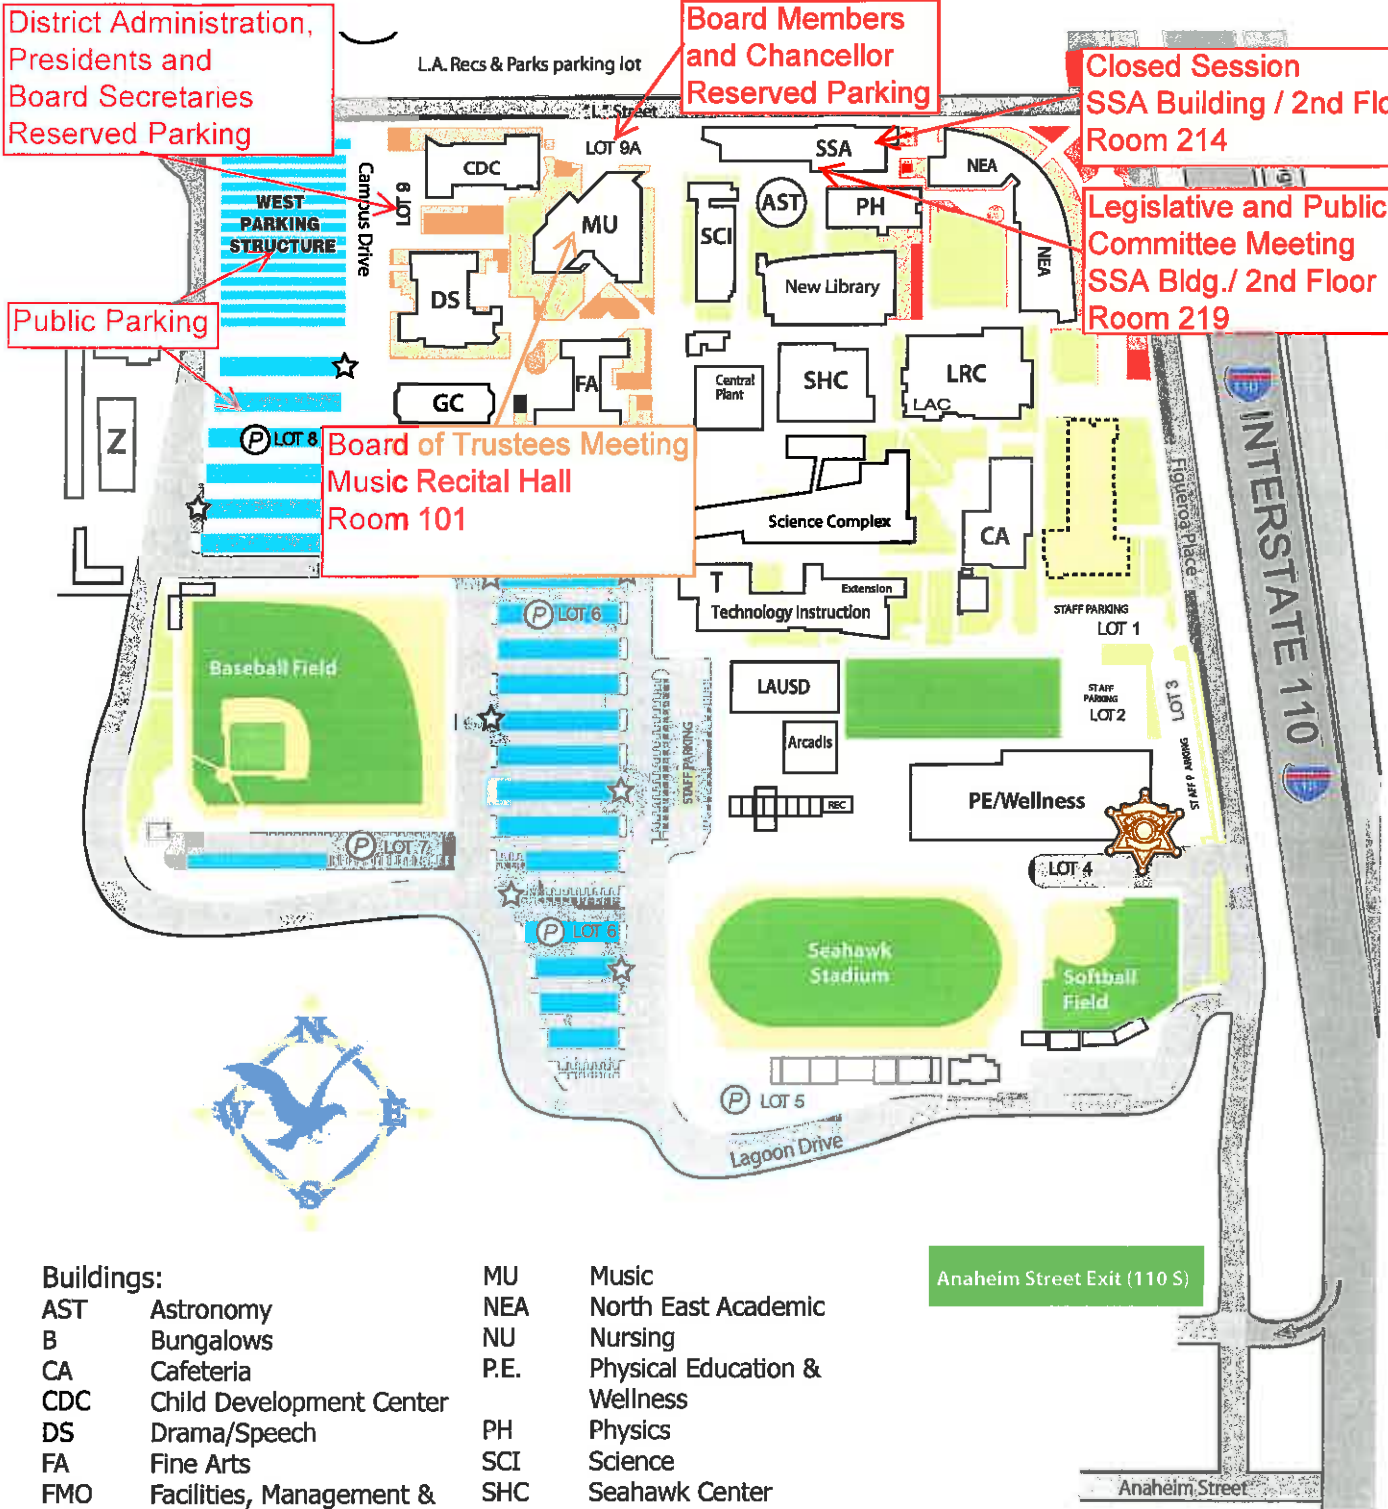 District Administration,
Presidents and
Board Secretaries
Reserved Parking
L.A. Recs & Parks parking lot
Board Members
and Chancellor
Reserved Parking
Closed Session
SSA Building / 2nd Flo
Room 214
Legislative and Public
Committee Meeting
SSA Bldg./ 2nd Floor
Room 219
"L" Street
LOT 9A
CDC
SSA
NEA
NEA
WEST
PARKING
STRUCTURE
Campus Drive
LOT 9
MU
SCI
AST
PH
New Library
DS
Public Parking
FA
GC
Central
Plant
SHC
LRC
LAC
Z
P LOT 8
Board of Trustees Meeting
Music Recital Hall
Room 101
Science Complex
CA
Figueroa Place
INTERSTATE 110
T
Extension
Technology Instruction
P LOT 6
STAFF PARKING
LOT 1
Baseball Field
LAUSD
STAFF
PARKING
LOT 2
LOT 3
STAFF PARKING
Arcadis
STAFF PARKING
REC
PE/Wellness
P LOT 7
LOT 4
P LOT 6
Seahawk
Stadium
Softball
Field
P LOT 5
Lagoon Drive
N
W
E
S
Anaheim Street Exit (110 S)
Anaheim Street
Buildings:
AST Astronomy
B Bungalows
CA Cafeteria
CDC Child Development Center
DS Drama/Speech
FA Fine Arts
FMO Facilities, Management &
MU Music
NEA North East Academic
NU Nursing
P.E. Physical Education &
Wellness
PH Physics
SCI Science
SHC Seahawk Center